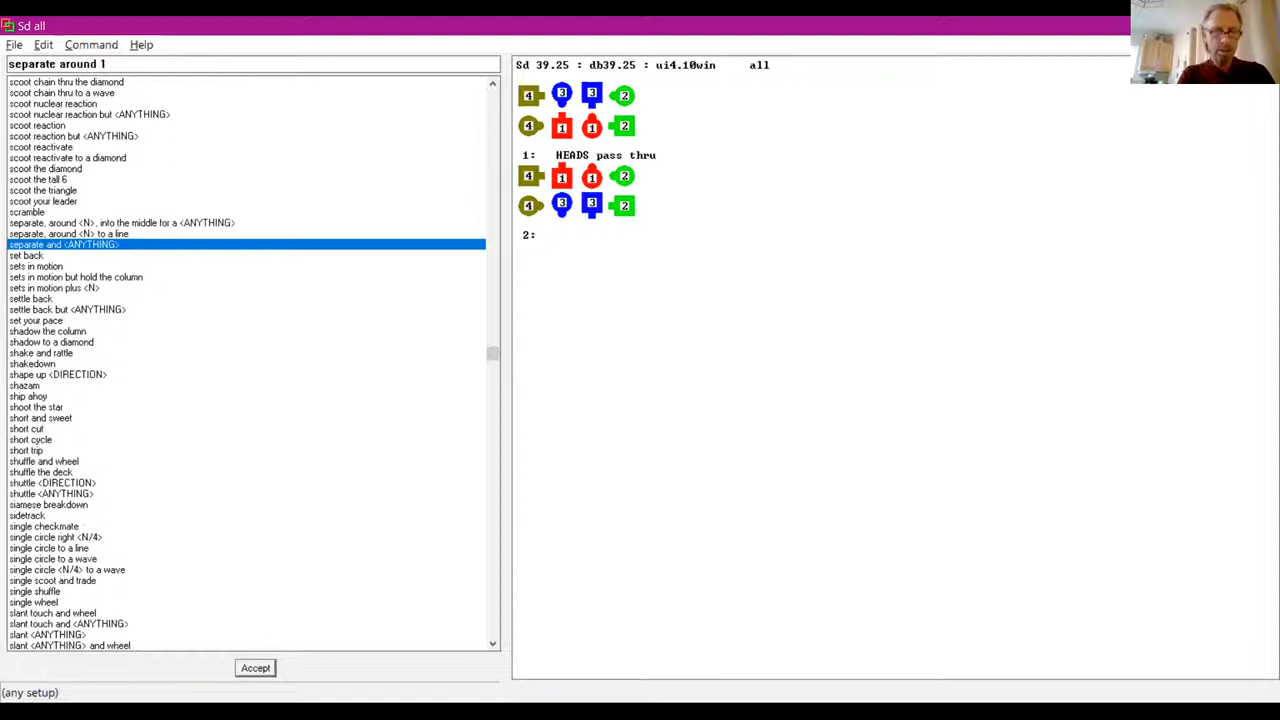 Sd all
File Edit Command Help
separate around 1
scoot chain thru the diamond
scoot chain thru to a wave
scoot nuclear reaction
scoot nuclear reaction but <ANYTHING>
scoot reaction
scoot reaction but <ANYTHING>
scoot reactivate
scoot reactivate to a diamond
scoot the diamond
scoot the tall 6
scoot the triangle
scoot your leader
scramble
separate, around <N>, into the middle for a <ANYTHING>
separate, around <N> to a line
separate and <ANYTHING>
set back
sets in motion
sets in motion but hold the column
sets in motion plus <N>
settle back
settle back but <ANYTHING>
set your pace
shadow the column
shadow to a diamond
shake and rattle
shakedown
shape up <DIRECTION>
shazam
ship ahoy
shoot the star
short and sweet
short cut
short cycle
short trip
shuffle and wheel
shuffle the deck
shuttle <DIRECTION>
shuttle <ANYTHING>
siamese breakdown
sidetrack
single checkmate
single circle right <N/4>
single circle to a line
single circle to a wave
single circle <N/4> to a wave
single scoot and trade
single shuffle
single wheel
slant touch and wheel
slant touch and <ANYTHING>
slant <ANYTHING>
slant <ANYTHING> and wheel
Accept
(any setup)
Sd 39.25 : db39.25 : ui4.10win all
4 3 3 2
4 1 1 2
1: HEADS pass thru
4 1 1 2
4 3 3 2
2: